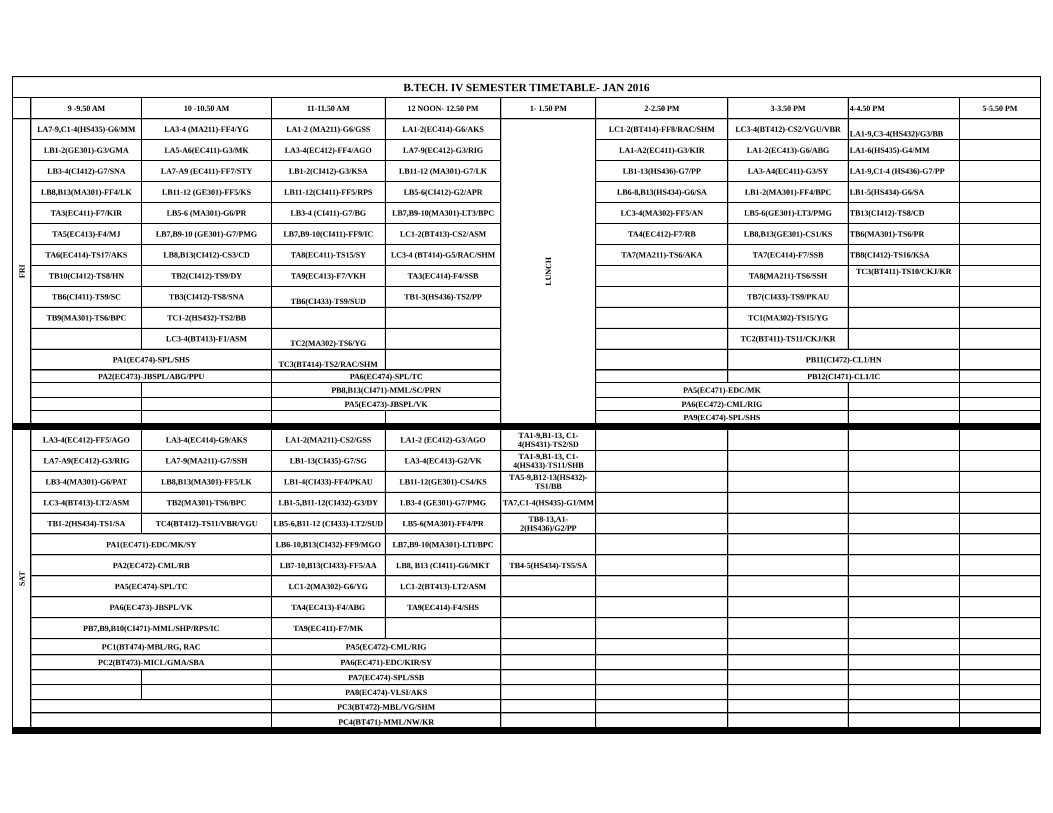 B.TECH. IV SEMESTER TIMETABLE- JAN 2016
9 -9.50 AM 10 -10.50 AM 11-11.50 AM 12 NOON- 12.50 PM 1- 1.50 PM 2-2.50 PM 3-3.50 PM 4-4.50 PM 5-5.50 PM
FRI
LUNCH
LA7-9,C1-4(HS435)-G6/MM LA3-4 (MA211)-FF4/YG LA1-2 (MA211)-G6/GSS LA1-2(EC414)-G6/AKS LC1-2(BT414)-FF8/RAC/SHM LC3-4(BT412)-CS2/VGU/VBR LA1-9,C3-4(HS432)/G3/BB
LB1-2(GE301)-G3/GMA LA5-A6(EC411)-G3/MK LA3-4(EC412)-FF4/AGO LA7-9(EC412)-G3/RIG LA1-A2(EC411)-G3/KIR LA1-2(EC413)-G6/ABG LA1-6(HS435)-G4/MM
LB3-4(CI412)-G7/SNA LA7-A9 (EC411)-FF7/STY LB1-2(CI412)-G3/KSA LB11-12 (MA301)-G7/LK LB1-13(HS436)-G7/PP LA3-A4(EC411)-G3/SY LA1-9,C1-4 (HS436)-G7/PP
LB8,B13(MA301)-FF4/LK LB11-12 (GE301)-FF5/KS LB11-12(CI411)-FF5/RPS LB5-6(CI412)-G2/APR LB6-8,B13(HS434)-G6/SA LB1-2(MA301)-FF4/BPC LB1-5(HS434)-G6/SA
TA3(EC411)-F7/KIR LB5-6 (MA301)-G6/PR LB3-4 (CI411)-G7/BG LB7,B9-10(MA301)-LT3/BPC LC3-4(MA302)-FF5/AN LB5-6(GE301)-LT3/PMG TB13(CI412)-TS8/CD
TA5(EC413)-F4/MJ LB7,B9-10 (GE301)-G7/PMG LB7,B9-10(CI411)-FF9/IC LC1-2(BT413)-CS2/ASM TA4(EC412)-F7/RB LB8,B13(GE301)-CS1/KS TB6(MA301)-TS6/PR
TA6(EC414)-TS17/AKS LB8,B13(CI412)-CS3/CD TA8(EC411)-TS15/SY LC3-4 (BT414)-G5/RAC/SHM TA7(MA211)-TS6/AKA TA7(EC414)-F7/SSB TB8(CI412)-TS16/KSA
TB10(CI412)-TS8/HN TB2(CI412)-TS9/DY TA9(EC413)-F7/VKH TA3(EC414)-F4/SSB TA8(MA211)-TS6/SSH TC3(BT411)-TS10/CKJ/KR
TB6(CI411)-TS9/SC TB3(CI412)-TS8/SNA TB6(CI433)-TS9/SUD TB1-3(HS436)-TS2/PP TB7(CI433)-TS9/PKAU
TB9(MA301)-TS6/BPC TC1-2(HS432)-TS2/BB TC1(MA302)-TS15/YG
LC3-4(BT413)-F1/ASM TC2(MA302)-TS6/YG TC2(BT411)-TS11/CKJ/KR
PA1(EC474)-SPL/SHS TC3(BT414)-TS2/RAC/SHM PB11(CI472)-CL1/HN
PA2(EC473)-JBSPL/ABG/PPU PA6(EC474)-SPL/TC PB12(CI471)-CL1/IC
PB8,B13(CI471)-MML/SC/PRN PA5(EC471)-EDC/MK
PA5(EC473)-JBSPL/VK PA6(EC472)-CML/RIG
PA9(EC474)-SPL/SHS
SAT
LA3-4(EC412)-FF5/AGO LA3-4(EC414)-G9/AKS LA1-2(MA211)-CS2/GSS LA1-2 (EC412)-G3/AGO TA1-9,B1-13, C1-
4(HS431)-TS2/SD
LA7-A9(EC412)-G3/RIG LA7-9(MA211)-G7/SSH LB1-13(CI435)-G7/SG LA3-4(EC413)-G2/VK TA1-9,B1-13, C1-
4(HS433)-TS11/SHB
LB3-4(MA301)-G6/PAT LB8,B13(MA301)-FF5/LK LB1-4(CI433)-FF4/PKAU LB11-12(GE301)-CS4/KS TA5-9,B12-13(HS432)-
TS1/BB
LC3-4(BT413)-LT2/ASM TB2(MA301)-TS6/BPC LB1-5,B11-12(CI432)-G3/DY LB3-4 (GE301)-G7/PMG TA7,C1-4(HS435)-G1/MM
TB1-2(HS434)-TS1/SA TC4(BT412)-TS11/VBR/VGU LB5-6,B11-12 (CI433)-LT2/SUD LB5-6(MA301)-FF4/PR TB8-13,A1-
2(HS436)/G2/PP
PA1(EC471)-EDC/MK/SY LB6-10,B13(CI432)-FF9/MGO LB7,B9-10(MA301)-LTI/BPC
PA2(EC472)-CML/RB LB7-10,B13(CI433)-FF5/AA LB8, B13 (CI411)-G6/MKT TB4-5(HS434)-TS5/SA
PA5(EC474)-SPL/TC LC1-2(MA302)-G6/YG LC1-2(BT413)-LT2/ASM
PA6(EC473)-JBSPL/VK TA4(EC413)-F4/ABG TA9(EC414)-F4/SHS
PB7,B9,B10(CI471)-MML/SHP/RPS/IC TA9(EC411)-F7/MK
PC1(BT474)-MBL/RG, RAC PA5(EC472)-CML/RIG
PC2(BT473)-MICL/GMA/SBA PA6(EC471)-EDC/KIR/SY
PA7(EC474)-SPL/SSB
PA8(EC474)-VLSI/AKS
PC3(BT472)-MBL/VG/SHM
PC4(BT471)-MML/NW/KR